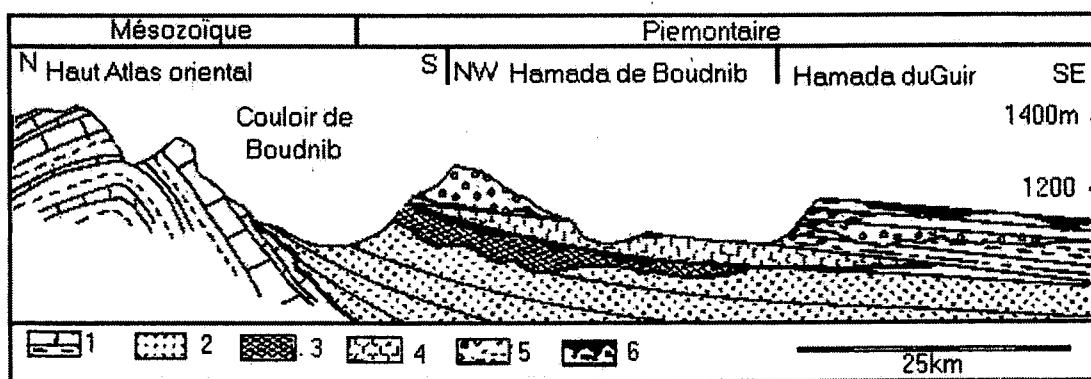 Mésozoïque Piemontaire
N Haut Atlas oriental S NW Hamada de Boudnib Hamada duGuir SE
Couloir de
Boudnib
1400m
1200
1 2 3 4 5 6
25km